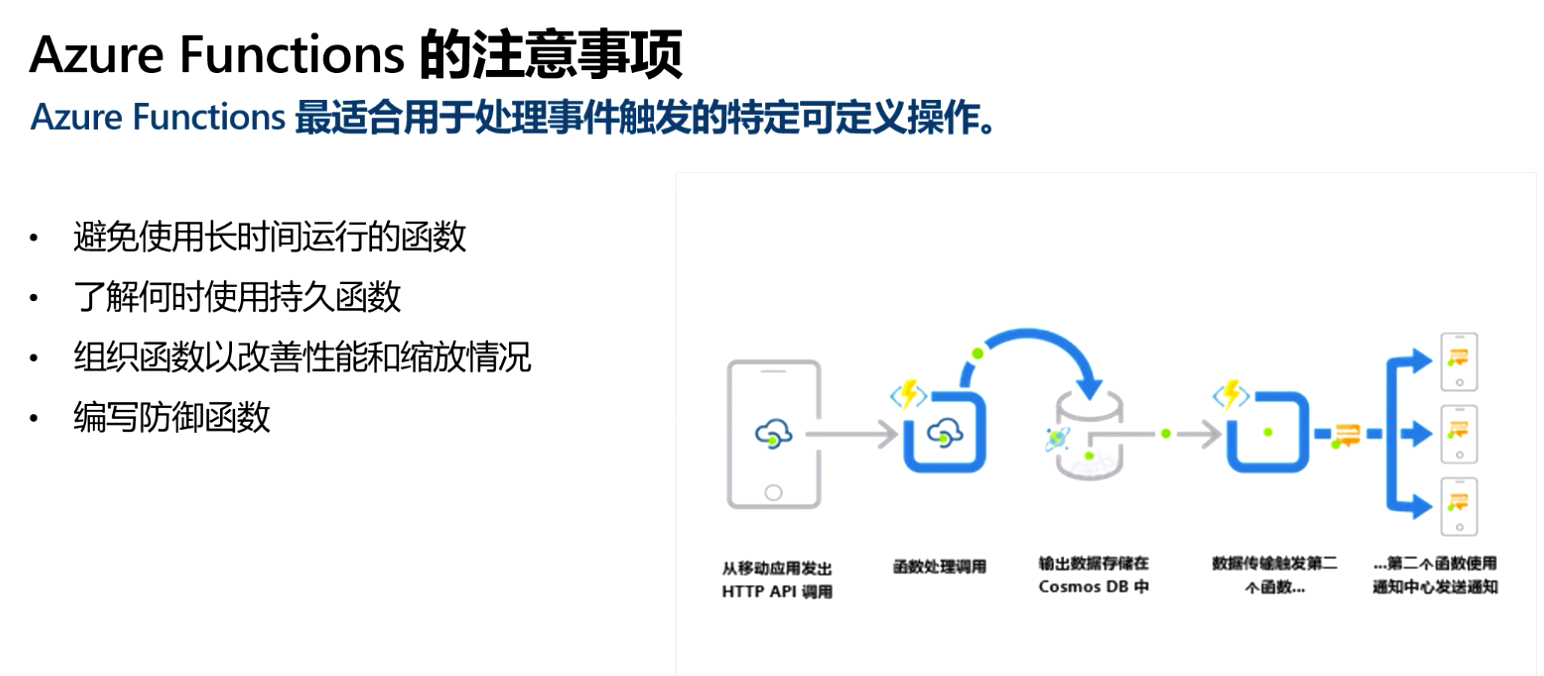 Azure Functions 的注意事项
Azure Functions 最适合用于处理事件触发的特定可定义操作。
• 避免使用长时间运行的函数
• 了解何时使用持久函数
• 组织函数以改善性能和缩放情况
• 编写防御函数
从移动应用发出
HTTP API 调用
函数处理调用
输出数据存储在
Cosmos DB 中
数据传输触发第二
个函数...
...第二个函数使用
通知中心发送通知